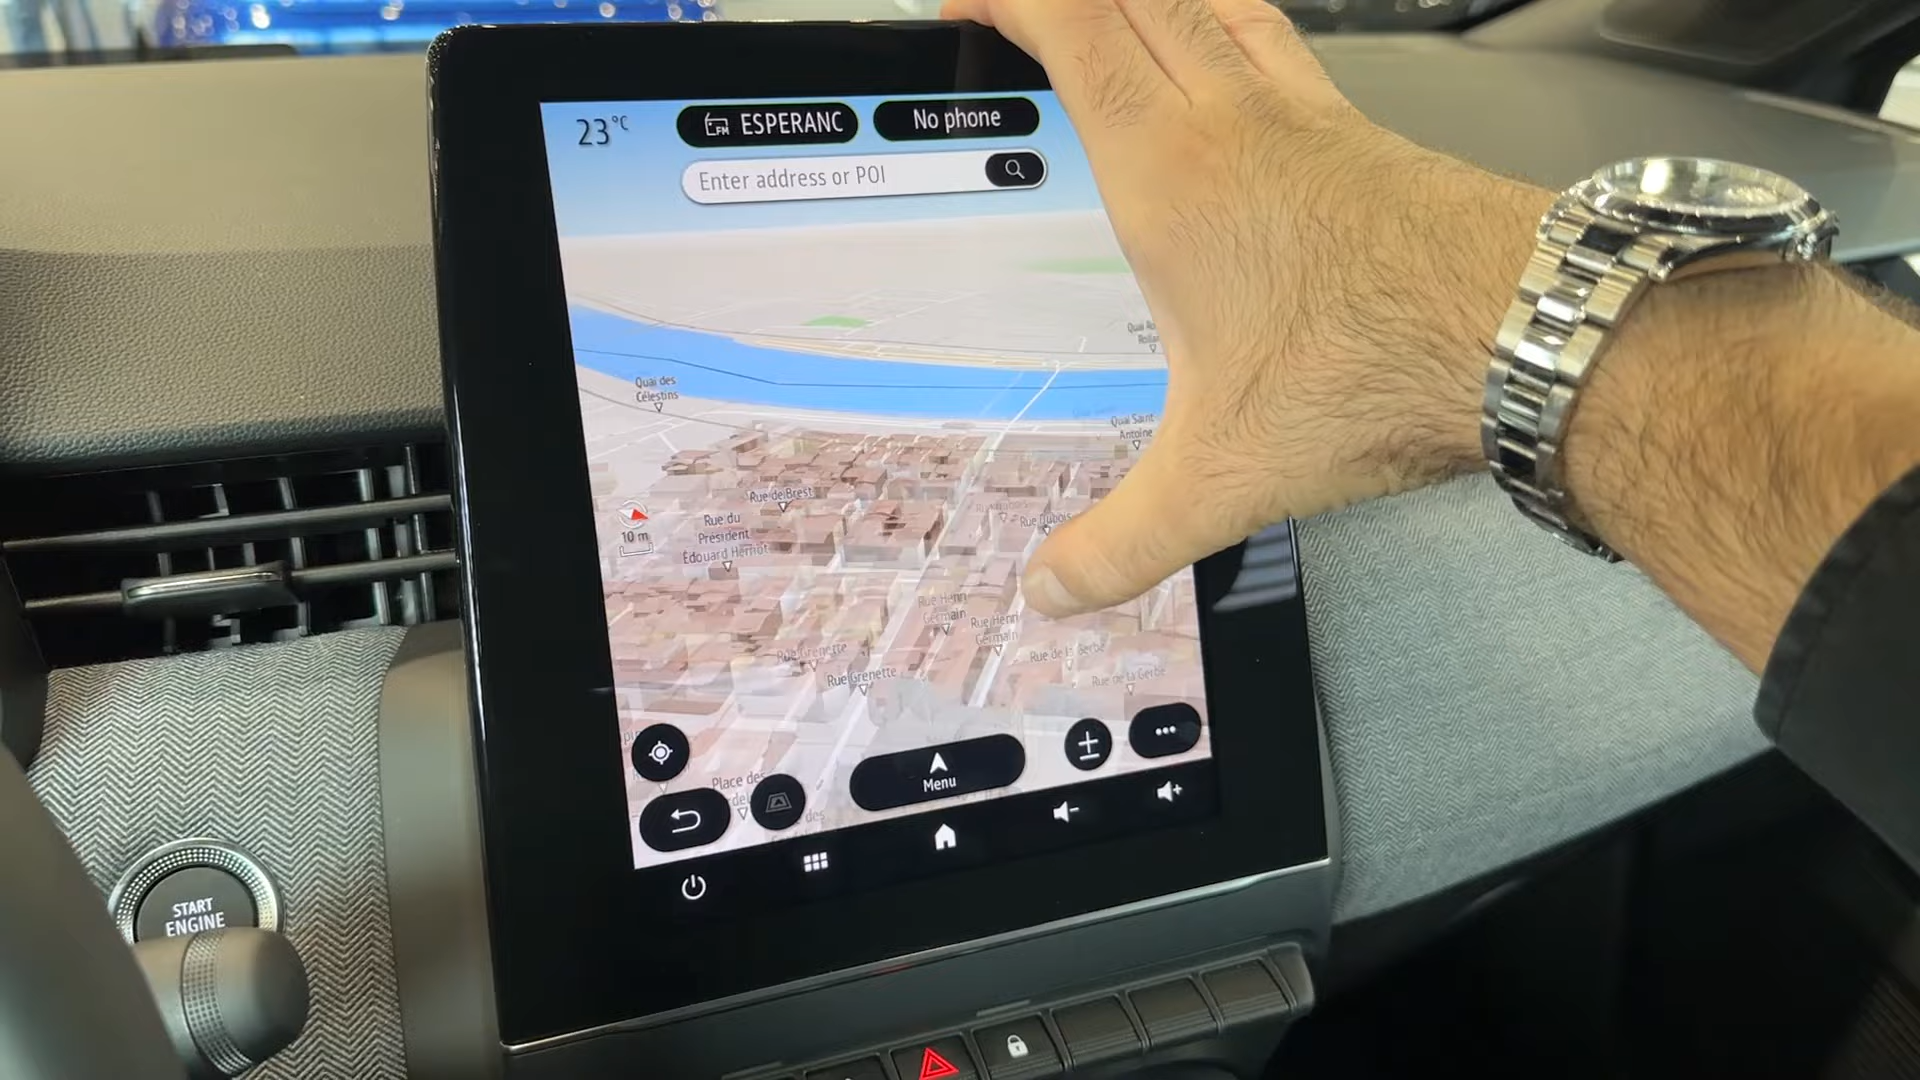 23°C
FM ESPERANC
No phone
Enter address or POI
Quai des
Célestins
Quai Saint
Antoine
Rue de Brest
Rue du
Président
Édouard Herriot
10 m
Rue Dubois
Rue Henri
Germain
Rue Henri
Germain
Rue Grenette
Rue de la Gerbe
Rue Grenette
Rue de la Gerbe
Place des
Menu
des
START
ENGINE